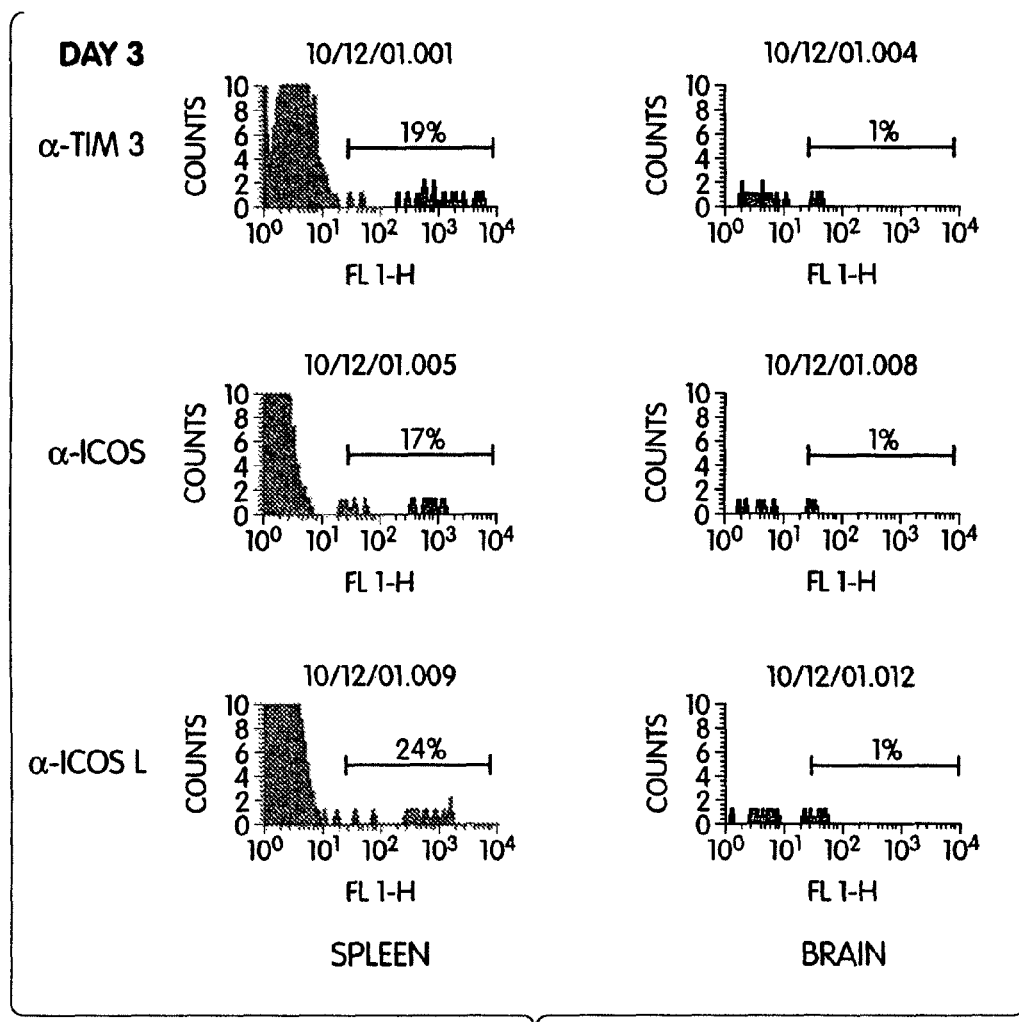 DAY 3
α-TIM 3
10/12/01.001
COUNTS
10
8
6
4
2
0
19%
10⁰ 10¹ 10² 10³ 10⁴
FL 1-H
10/12/01.004
COUNTS
10
8
6
4
2
0
1%
10⁰ 10¹ 10² 10³ 10⁴
FL 1-H
α-ICOS
10/12/01.005
COUNTS
10
8
6
4
2
0
17%
10⁰ 10¹ 10² 10³ 10⁴
FL 1-H
10/12/01.008
COUNTS
10
8
6
4
2
0
1%
10⁰ 10¹ 10² 10³ 10⁴
FL 1-H
α-ICOS L
10/12/01.009
COUNTS
10
8
6
4
2
0
24%
10⁰ 10¹ 10² 10³ 10⁴
FL 1-H
10/12/01.012
COUNTS
10
8
6
4
2
0
1%
10⁰ 10¹ 10² 10³ 10⁴
FL 1-H
SPLEEN
BRAIN